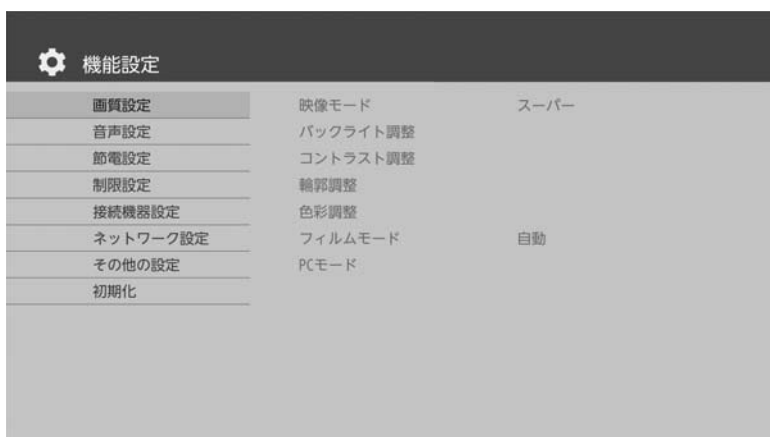 機能設定
画質設定 映像モード スーパー
音声設定 バックライト調整
節電設定 コントラスト調整
制限設定 輪郭調整
接続機器設定 色彩調整
ネットワーク設定 フィルムモード 自動
その他の設定 PCモード
初期化